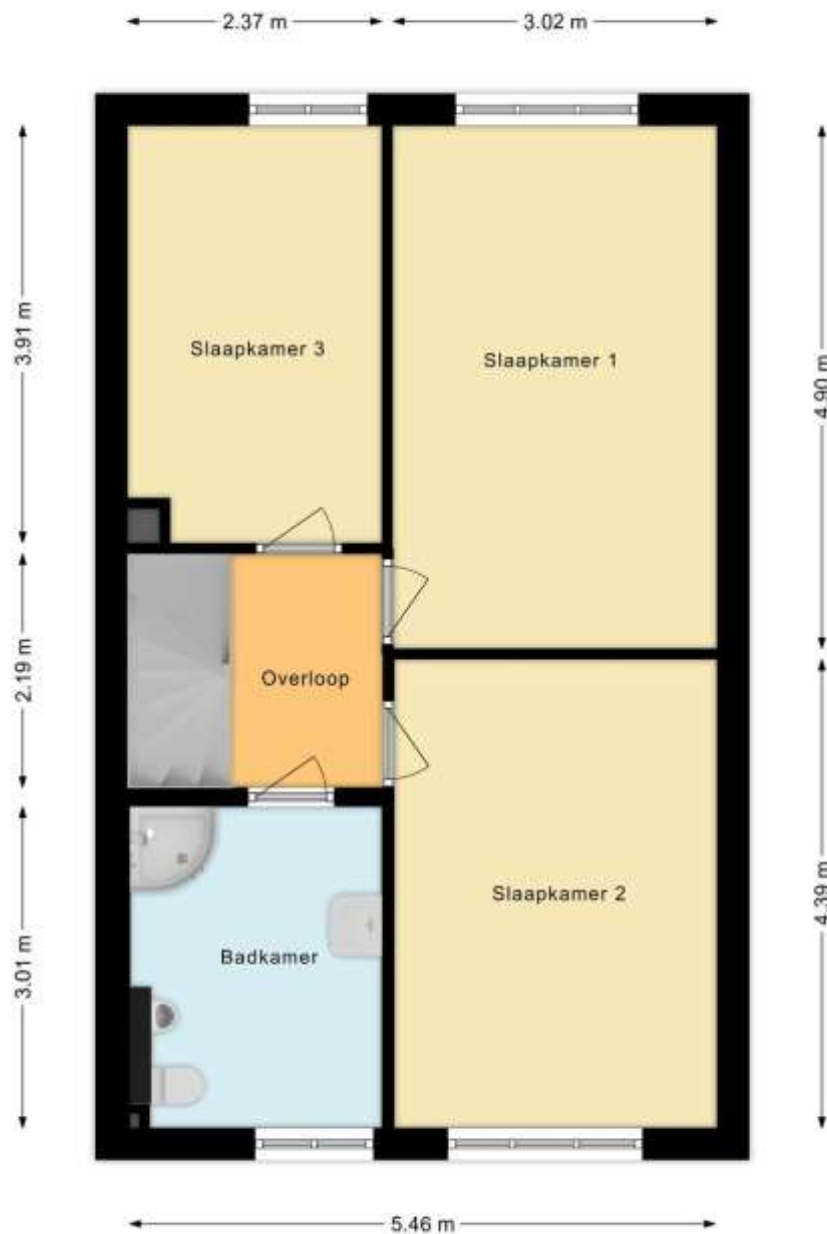 2.37 m
3.02 m
3.91 m
4.90 m
Slaapkamer 3
Slaapkamer 1
2.19 m
Overloop
Slaapkamer 2
4.39 m
3.01 m
Badkamer
5.46 m